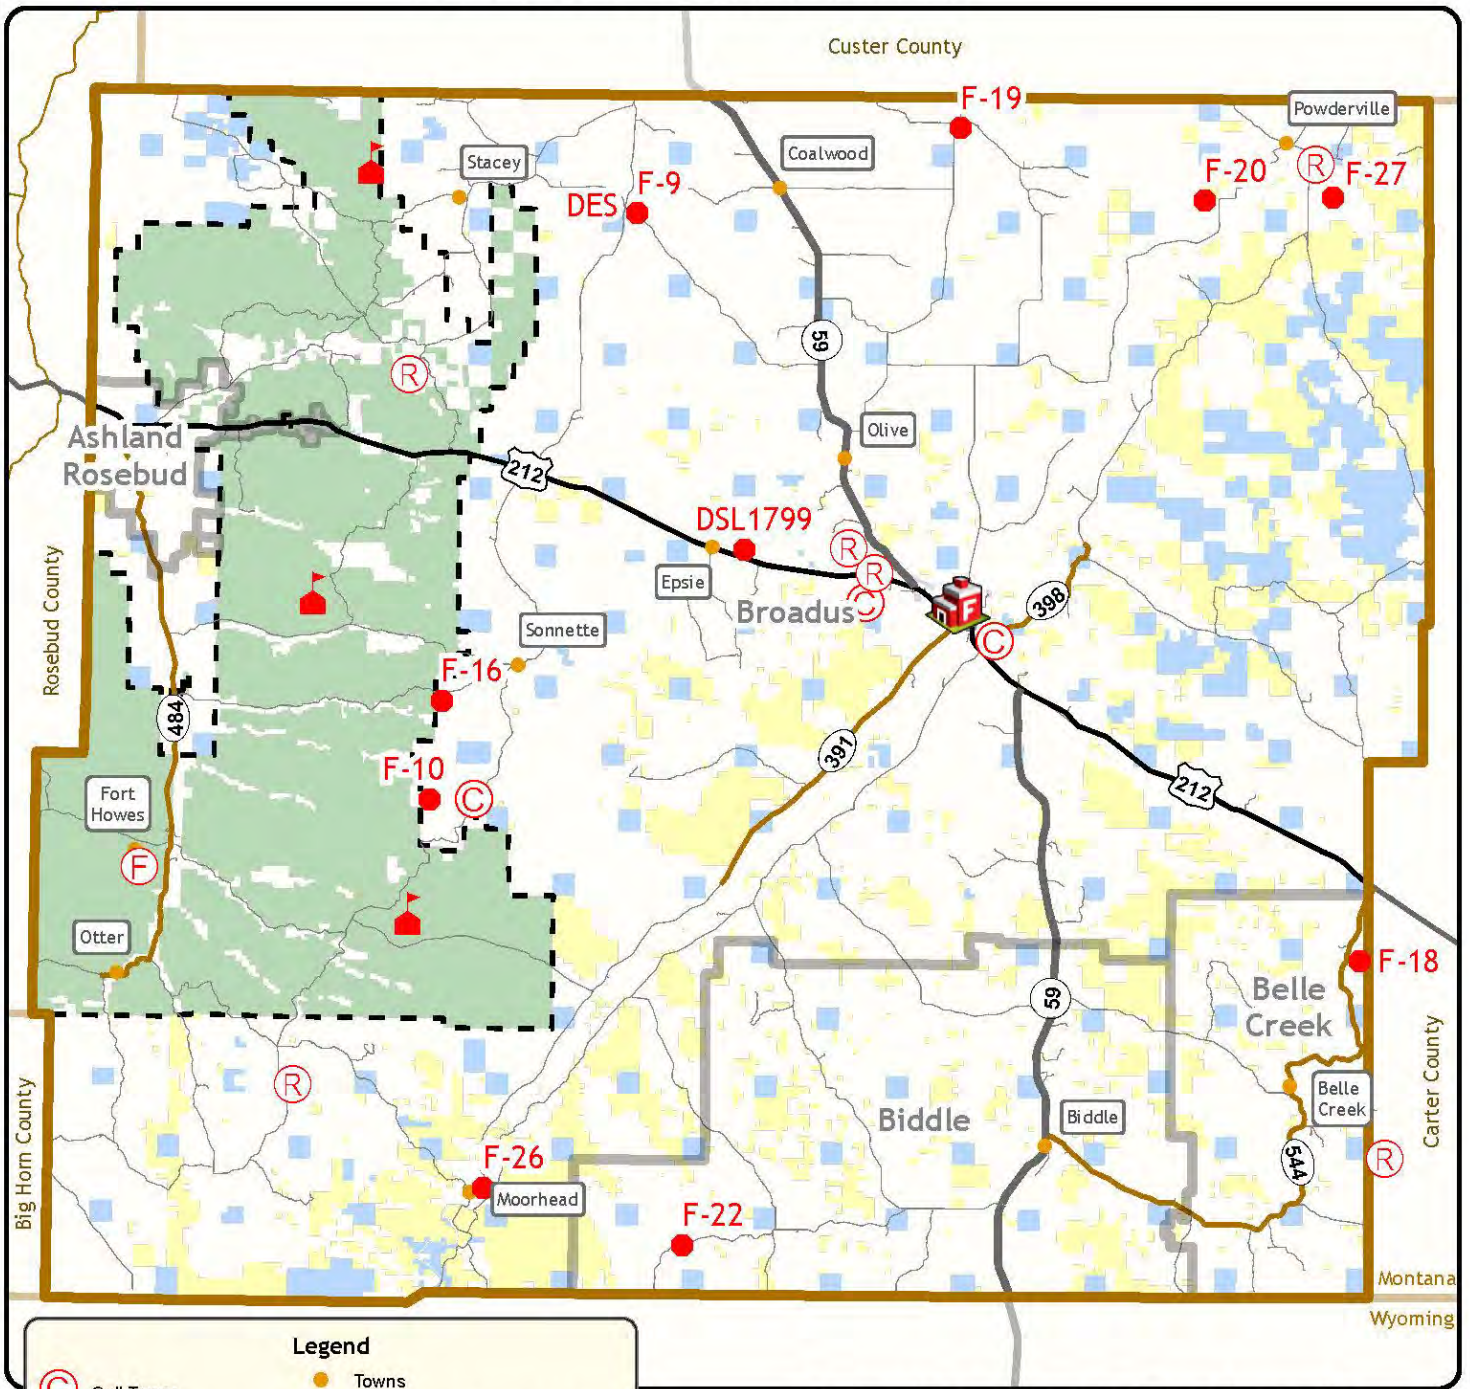 Custer County
F-19
Powderville
Coalwood
Stacey
R
F-20
F-27
F-9
DES
59
R
Olive
Ashland
Rosebud
212
DSL1799
R
R
Epsie
Broadus
C
F
398
C
Sonnette
Rosebud County
F-16
484
391
F-10
C
212
Fort
Howes
F
Otter
F-18
Belle
Creek
59
R
Belle
Creek
Carter County
Big Horn County
Biddle
Biddle
544
R
F-26
Moorhead
F-22
Montana
Wyoming
Legend
C
Towns